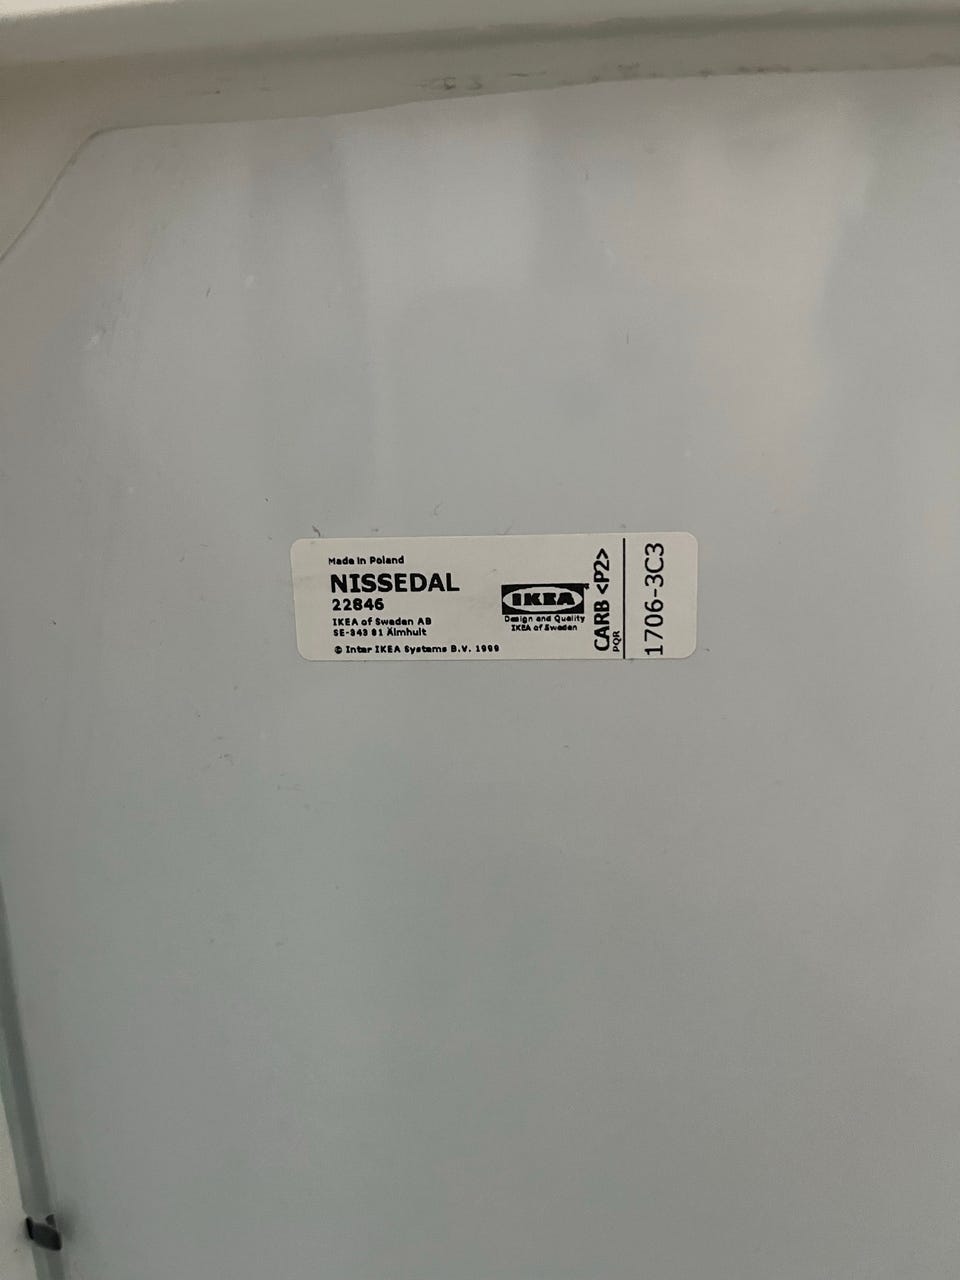 Made in Poland
NISSEDAL
22846
IKEA of Sweden AB
SE-343 81 Älmhult
© Inter IKEA Systems B.V. 1999
IKEA
Design and Quality
IKEA of Sweden
CARB <P2>
PQR
1706-3C3